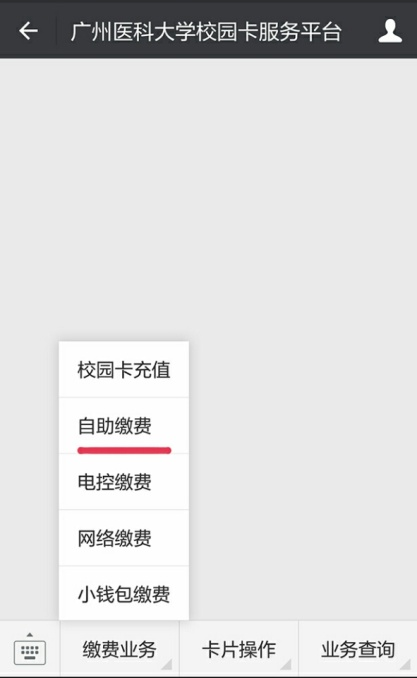 广州医科大学校园卡服务平台
校园卡充值
自助缴费
电控缴费
网络缴费
小钱包缴费
缴费业务
卡片操作
业务查询